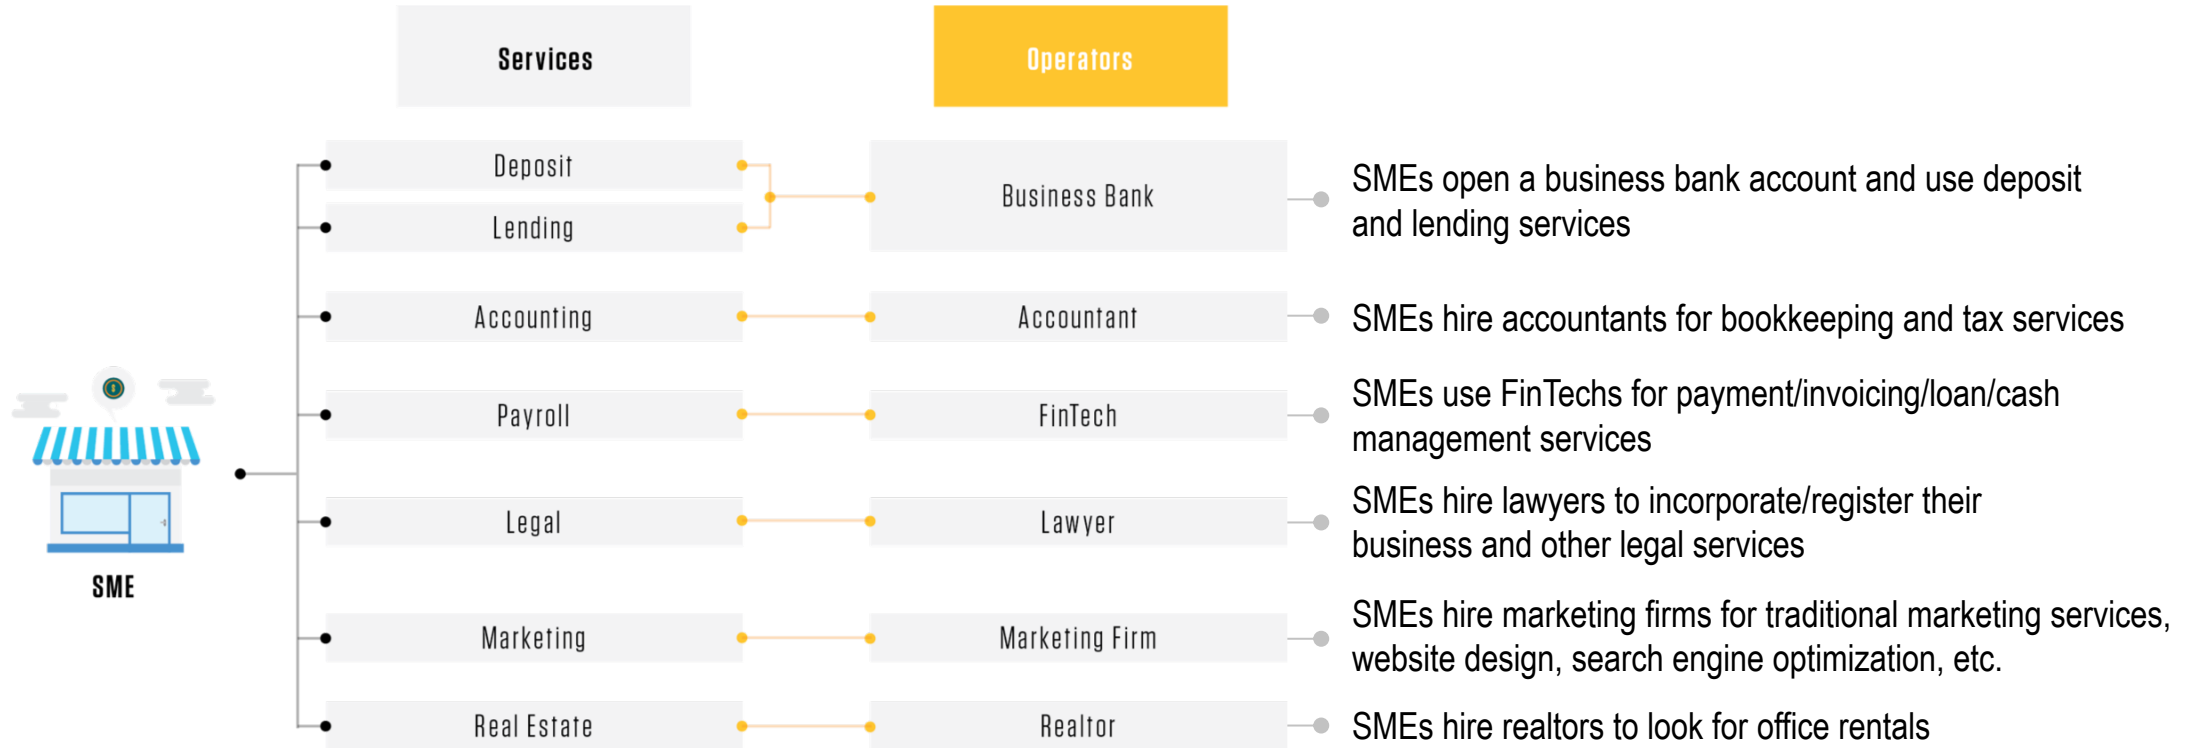 Services
Operators
Deposit
Lending
Business Bank
SMEs open a business bank account and use deposit
and lending services
Accounting
Accountant
SMEs hire accountants for bookkeeping and tax services
Payroll
FinTech
SMEs use FinTechs for payment/invoicing/loan/cash
management services
Legal
Lawyer
SMEs hire lawyers to incorporate/register their
business and other legal services
SME
Marketing
Marketing Firm
SMEs hire marketing firms for traditional marketing services,
website design, search engine optimization, etc.
Real Estate
Realtor
SMEs hire realtors to look for office rentals